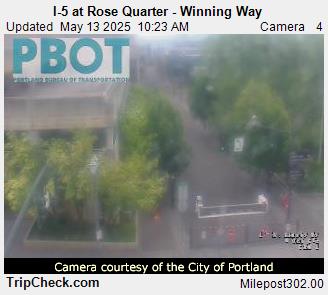 I-5 at Rose Quarter - Winning Way
Updated May 13 2025 10:23 AM Camera 4
PBOT
PORTLAND BUREAU OF TRANSPORTATION
Camera courtesy of the City of Portland
TripCheck.com Milepost302.00